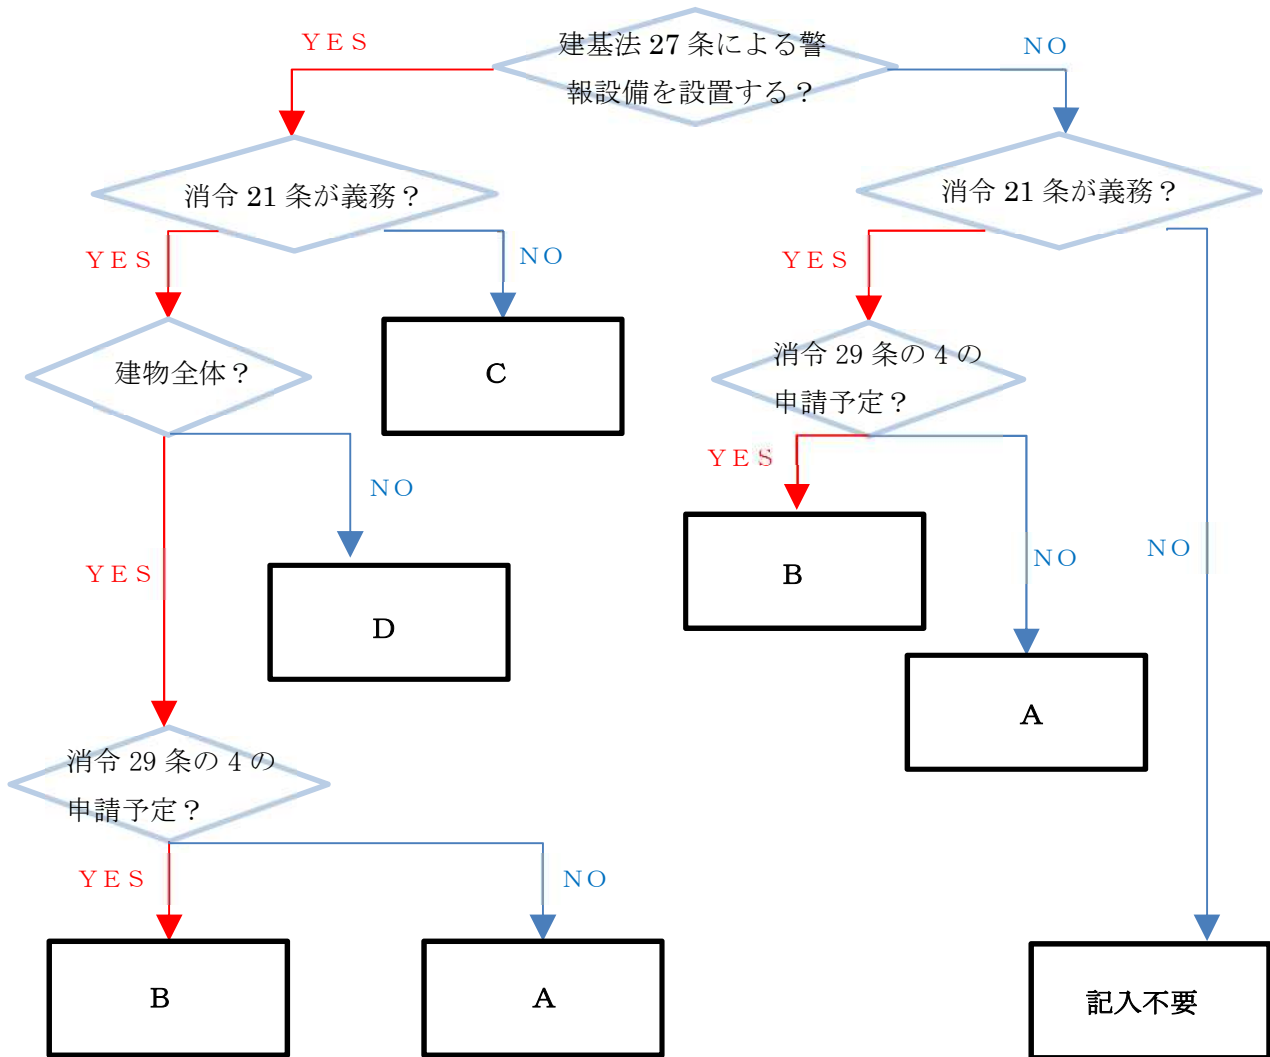 ＹＥＳ
建基法 27 条による警
報設備を設置する？
ＮＯ
消令 21 条が義務？
消令 21 条が義務？
ＹＥＳ
ＮＯ
ＹＥＳ
建物全体？
C
消令 29 条の 4 の
申請予定？
ＹＥＳ
ＮＯ
ＮＯ
ＹＥＳ
B
ＮＯ
D
A
消令 29 条の 4 の
申請予定？
ＹＥＳ
ＮＯ
B
A
記入不要